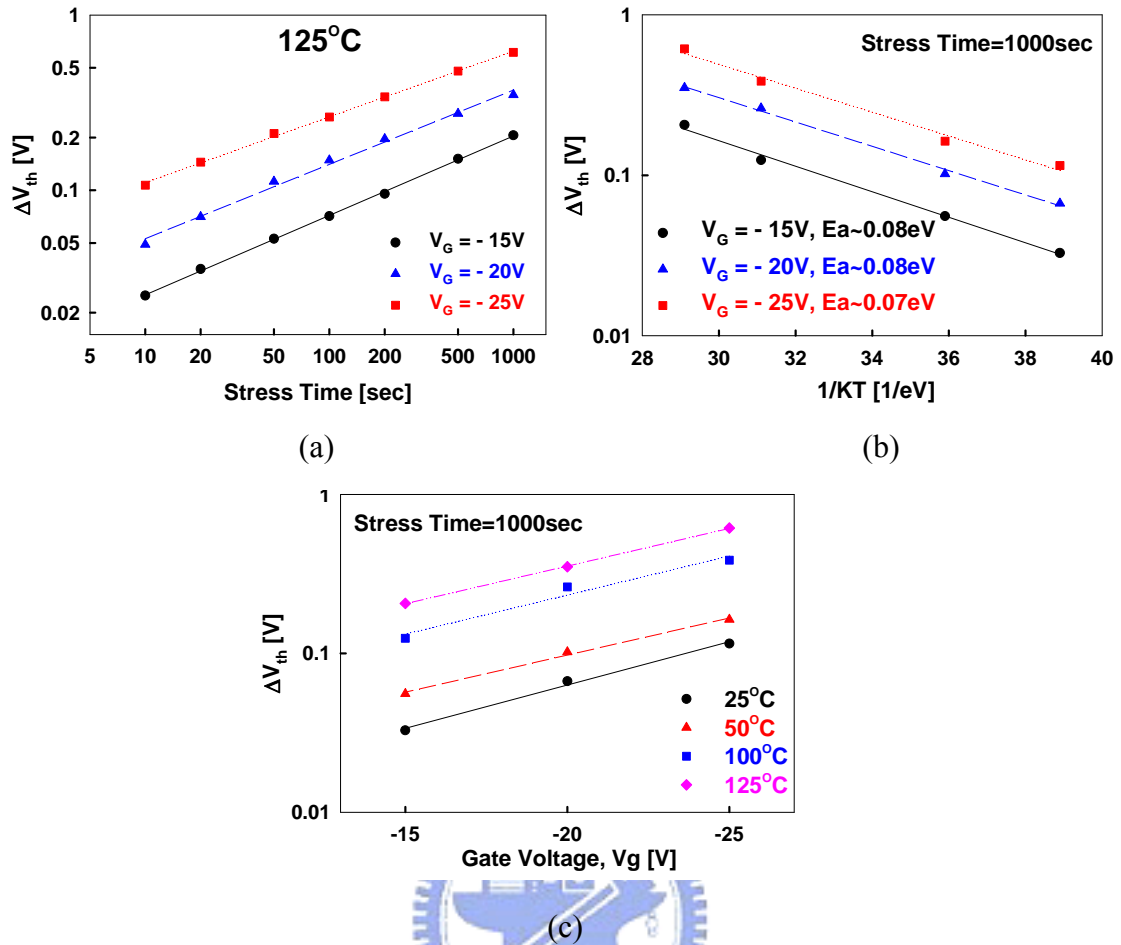 125°C
1
0.5
0.2
0.1
0.05
0.02
ΔVth [V]
VG = - 15V
VG = - 20V
VG = - 25V
5 10 20 50 100 200 500 1000
Stress Time [sec]
(a)
Stress Time=1000sec
1
0.1
0.01
ΔVth [V]
VG = - 15V, Ea~0.08eV
VG = - 20V, Ea~0.08eV
VG = - 25V, Ea~0.07eV
28 30 32 34 36 38 40
1/KT [1/eV]
(b)
Stress Time=1000sec
1
0.1
0.01
ΔVth [V]
25°C
50°C
100°C
125°C
-15 -20 -25
Gate Voltage, Vg [V]
(c)